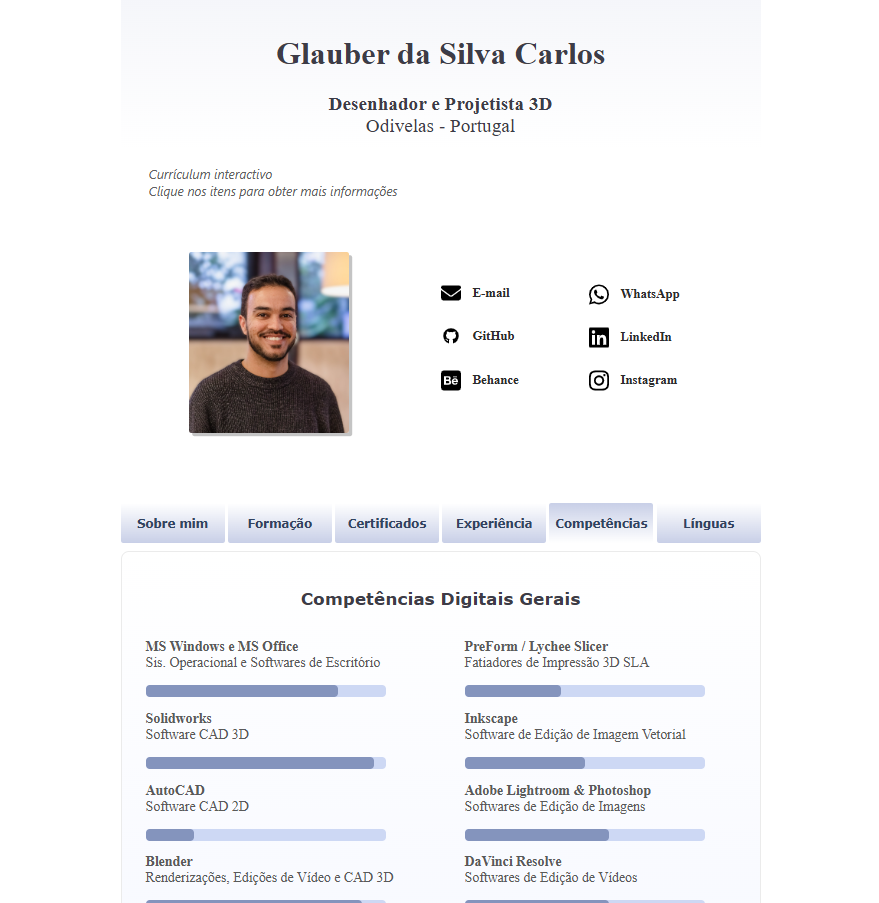 Glauber da Silva Carlos
Desenhador e Projetista 3D
Odivelas - Portugal
Currículum interactivo
Clique nos itens para obter mais informações
E-mail
WhatsApp
GitHub
LinkedIn
Bē
Behance
Instagram
Sobre mim
Formação
Certificados
Experiência
Competências
Línguas
Competências Digitais Gerais
MS Windows e MS Office
Sis. Operacional e Softwares de Escritório
PreForm / Lychee Slicer
Fatiadores de Impressão 3D SLA
Solidworks
Software CAD 3D
Inkscape
Software de Edição de Imagem Vetorial
AutoCAD
Software CAD 2D
Adobe Lightroom & Photoshop
Softwares de Edição de Imagens
Blender
Renderizações, Edições de Vídeo e CAD 3D
DaVinci Resolve
Softwares de Edição de Vídeos